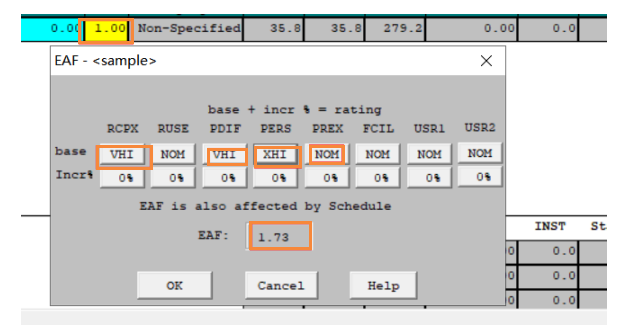 0.00 1.00 Non-Specified 35.8 35.8 279.2 0.00 0.0
EAF - <sample>
base + incr % = rating
RCPX RUSE PDIF PERS PREX FCIL USR1 USR2
base VHI NOM VHI XHI NOM NOM NOM NOM
Incr% 0% 0% 0% 0% 0% 0% 0% 0%
EAF is also affected by Schedule
INST St
EAF: 1.73
0 0.0
0 0.0
OK Cancel Help
0 0.0